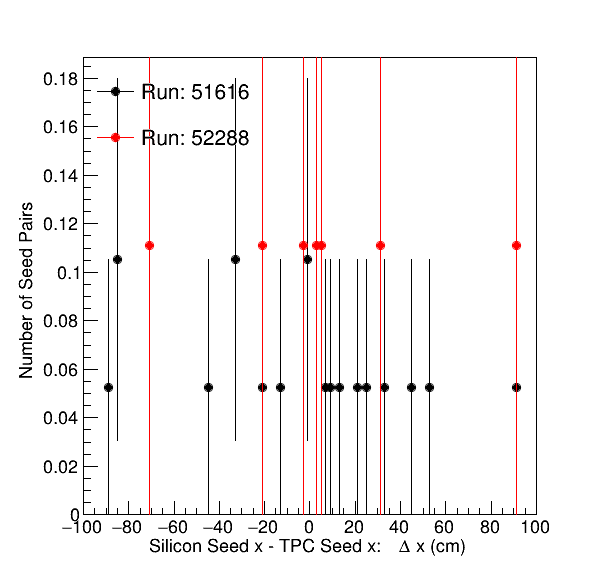 0.18
Run: 51616
0.16
Run: 52288
0.14
0.12
0.1
0.08
0.06
0.04
0.02
0
Number of Seed Pairs
−100 −80 −60 −40 −20 0 20 40 60 80 100
Silicon Seed x - TPC Seed x: Δ x (cm)